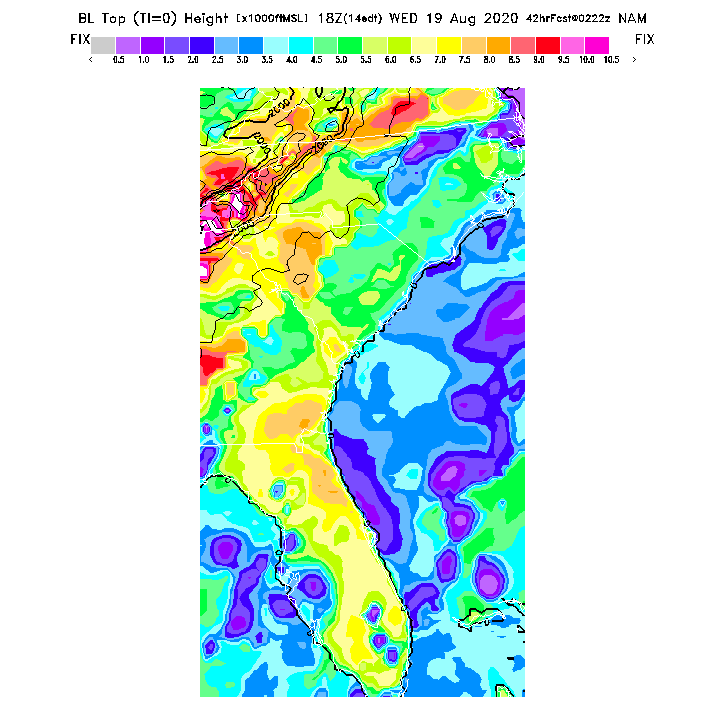 BL Top (TI=0) Height [x1000ftMSL] 18Z(14edt) WED 19 Aug 2020 42hrFcst@0222z NAM
FIX FIX
< 0.5 1.0 1.5 2.0 2.5 3.0 3.5 4.0 4.5 5.0 5.5 6.0 6.5 7.0 7.5 8.0 8.5 9.0 9.5 10.0 10.5 >
2000
2000
2000